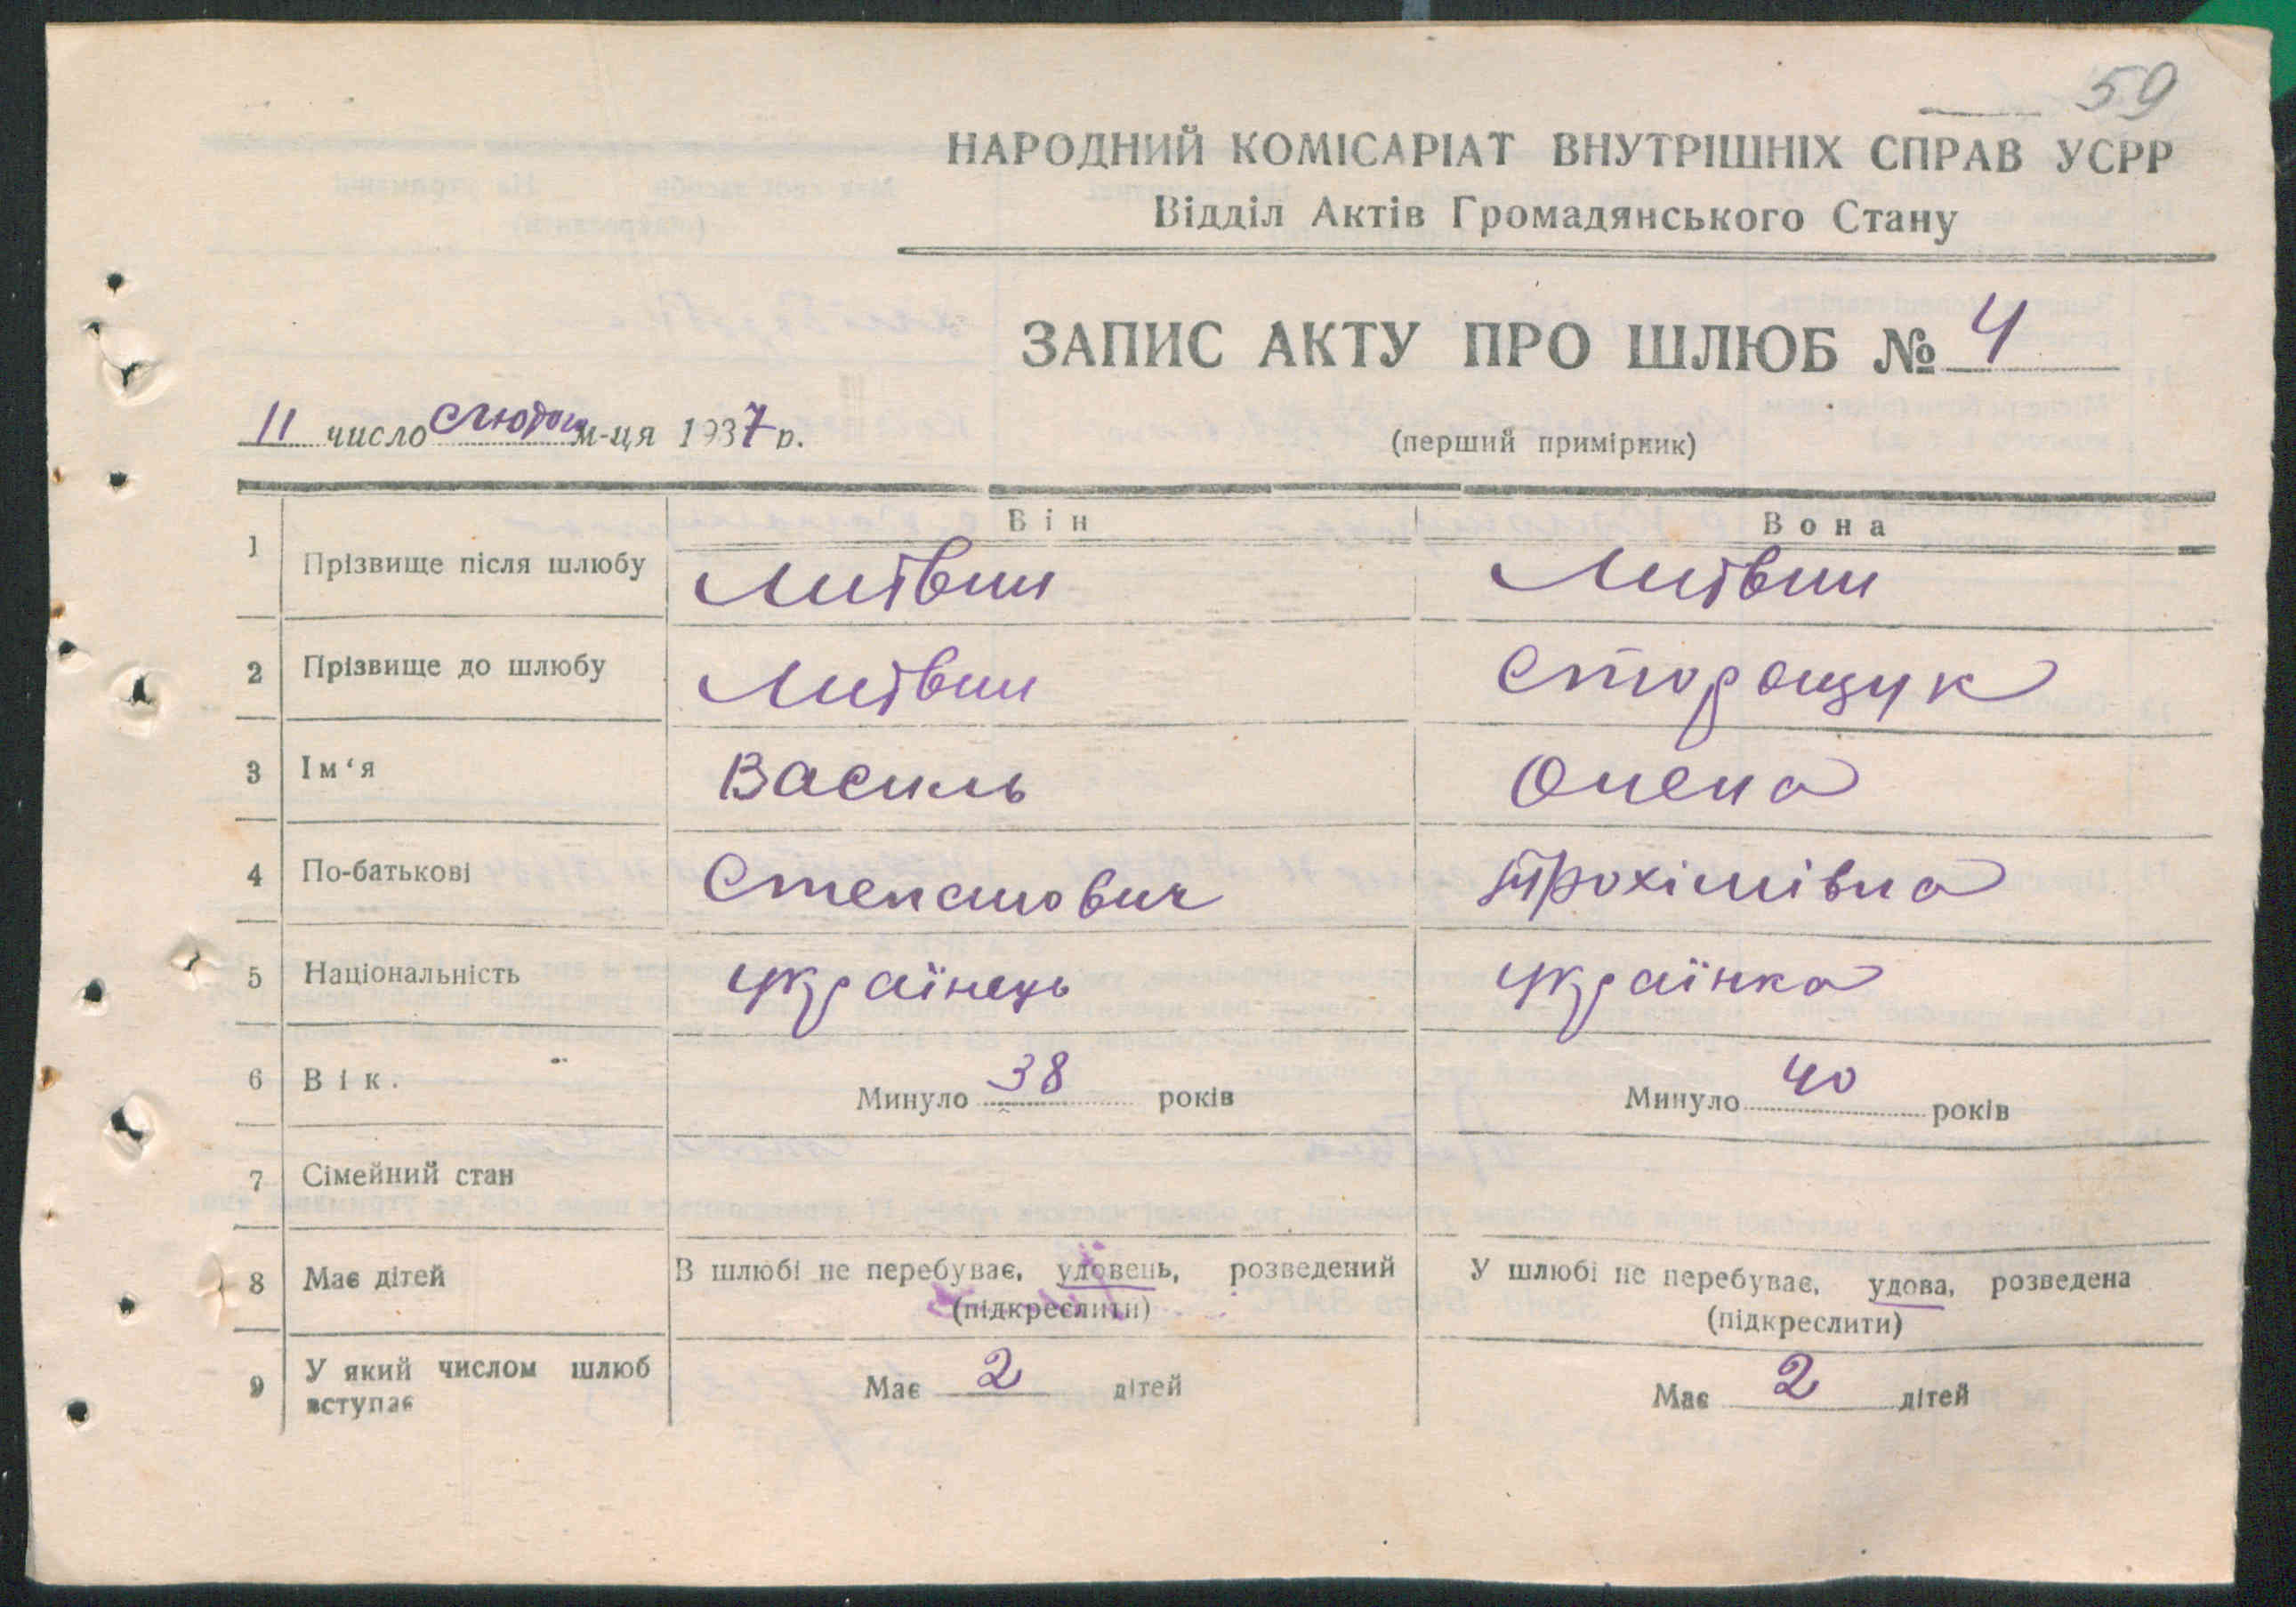 59
НАРОДНИЙ КОМІСАРІАТ ВНУТРІШНІХ СПРАВ УСРР
Відділ Актів Громадянського Стану
ЗАПИС АКТУ ПРО ШЛЮБ № 4
11 число лютого м-ця 1937 р.
(перший примірник)
Він Вона
1 Прізвище після шлюбу Литвин Литвин
2 Прізвище до шлюбу Литвин Сторощук
3 Ім‘я Василь Олена
4 По-батькові Степанович Трохімівна
5 Національність українець українка
6 Вік. Минуло 38 років Минуло 40 років
7 Сімейний стан
8 Має дітей В шлюбі не перебуває, удовець, розведений У шлюбі не перебуває, удова, розведена
(підкреслити) (підкреслити)
9 У який числом шлюб
вступає Має 2 дітей Має 2 дітей